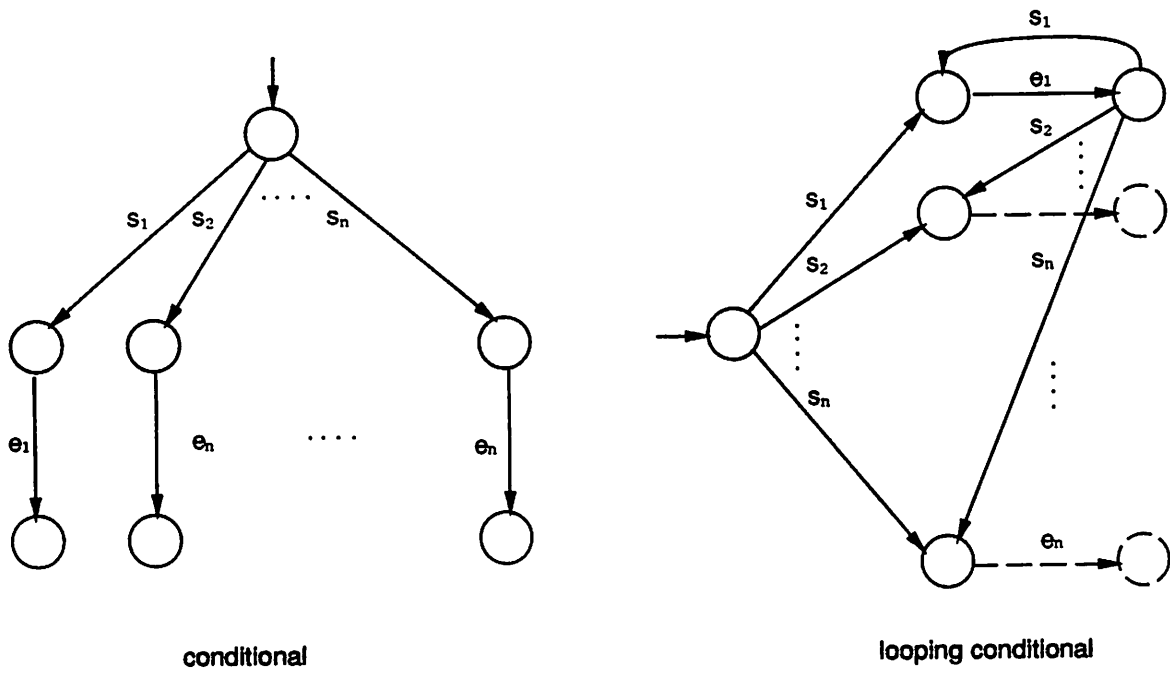 s₁
s₂
. . . . .
sₙ
e₁
eₙ
. . . .
eₙ
conditional
s₁
e₁
s₂
s₁
s₂
sₙ
sₙ
eₙ
looping conditional